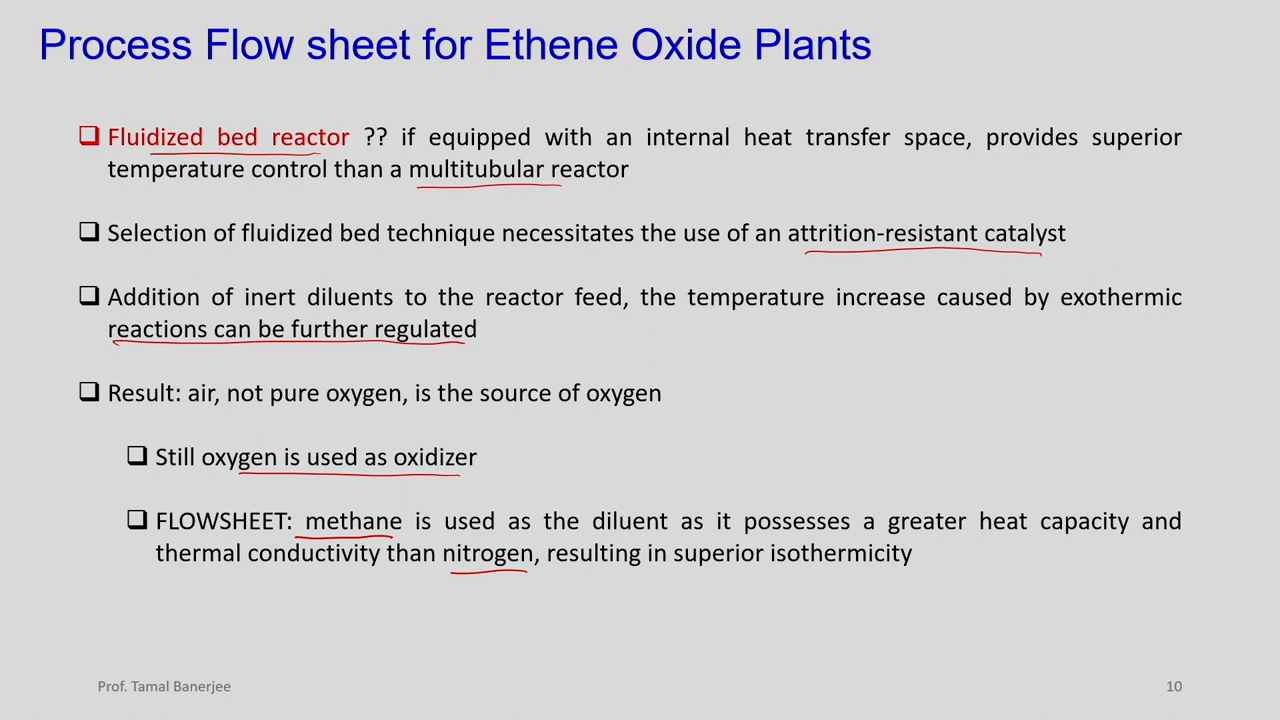 Process Flow sheet for Ethene Oxide Plants
Fluidized bed reactor ?? if equipped with an internal heat transfer space, provides superior
temperature control than a multitubular reactor
Selection of fluidized bed technique necessitates the use of an attrition-resistant catalyst
Addition of inert diluents to the reactor feed, the temperature increase caused by exothermic
reactions can be further regulated
Result: air, not pure oxygen, is the source of oxygen
Still oxygen is used as oxidizer
FLOWSHEET: methane is used as the diluent as it possesses a greater heat capacity and
thermal conductivity than nitrogen, resulting in superior isothermicity
Prof. Tamal Banerjee
10